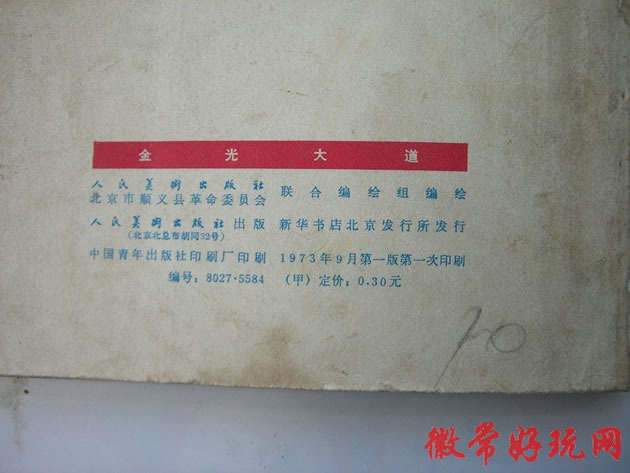 金光大道
人民美术出版社
北京市顺义县革命委员会 联合编绘组编绘
人民美术出版社出版 新华书店北京发行所发行
（北京北总布胡同32号）
中国青年出版社印刷厂印刷 1973年9月第一版第一次印刷
编号：8027·5584 （甲）定价：0.30元
20
徽常好玩网